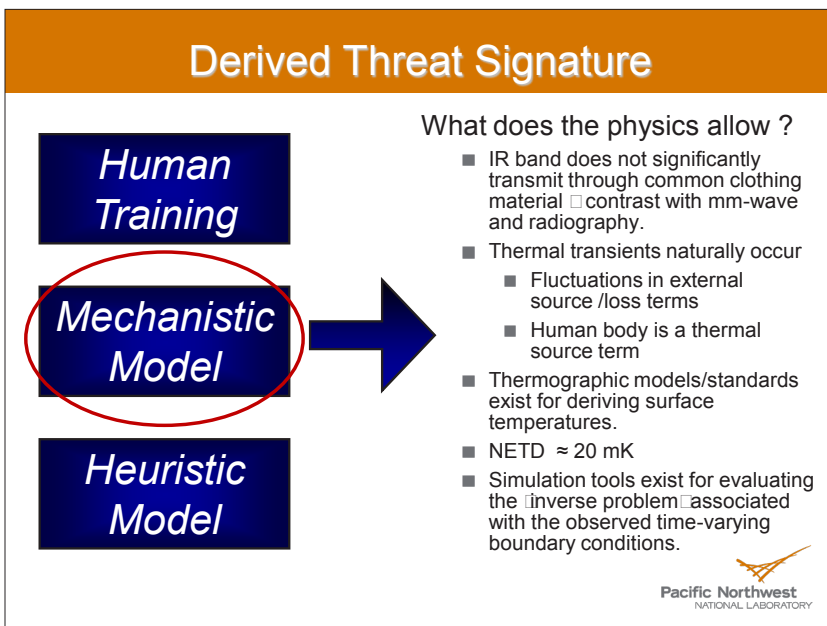 Derived Threat Signature
Human
Training
Mechanistic
Model
Heuristic
Model
What does the physics allow ?
■ IR band does not significantly
transmit through common clothing
material □ contrast with mm-wave
and radiography.
■ Thermal transients naturally occur
■ Fluctuations in external
source /loss terms
■ Human body is a thermal
source term
■ Thermographic models/standards
exist for deriving surface
temperatures.
■ NETD ≈ 20 mK
■ Simulation tools exist for evaluating
the □inverse problem□ associated
with the observed time-varying
boundary conditions.
Pacific Northwest
NATIONAL LABORATORY